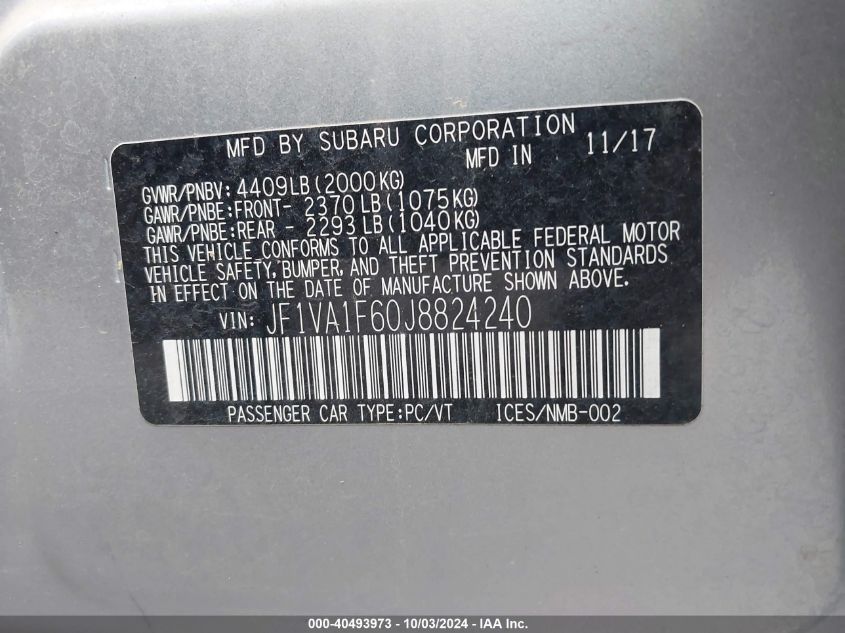 MFD BY SUBARU CORPORATION
MFD IN 11/17
GVWR/PNBV: 4409LB(2000KG)
GAWR/PNBE:FRONT- 2370LB(1075KG)
GAWR/PNBE:REAR - 2293LB(1040KG)
THIS VEHICLE CONFORMS TO ALL APPLICABLE FEDERAL MOTOR
VEHICLE SAFETY,BUMPER,AND THEFT PREVENTION STANDARDS
IN EFFECT ON THE DATE OF MANUFACTURE SHOWN ABOVE.
VIN: JF1VA1F60J8824240
PASSENGER CAR TYPE:PC/VT ICES/NMB-002
000-40493973 - 10/03/2024 - IAA Inc.